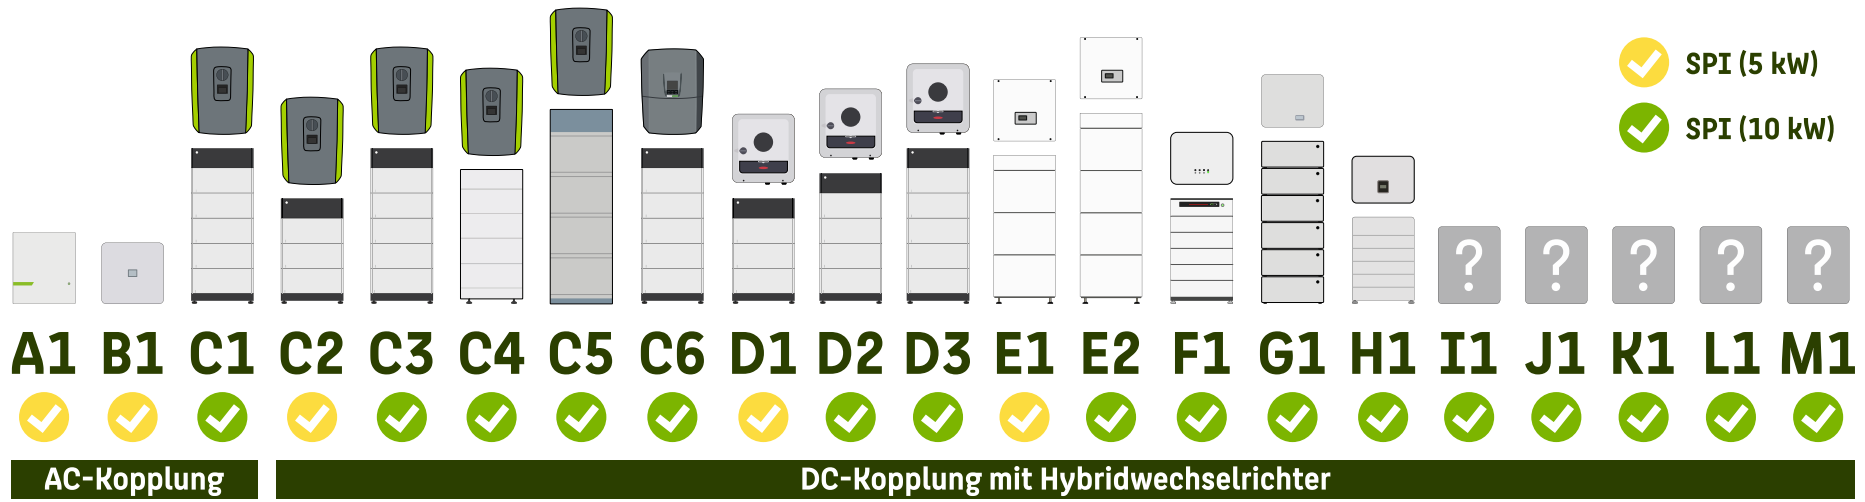 SPI (5 kW)
SPI (10 kW)
? ? ? ? ?
A1 B1 C1 C2 C3 C4 C5 C6 D1 D2 D3 E1 E2 F1 G1 H1 I1 J1 K1 L1 M1
AC-Kopplung DC-Kopplung mit Hybridwechselrichter